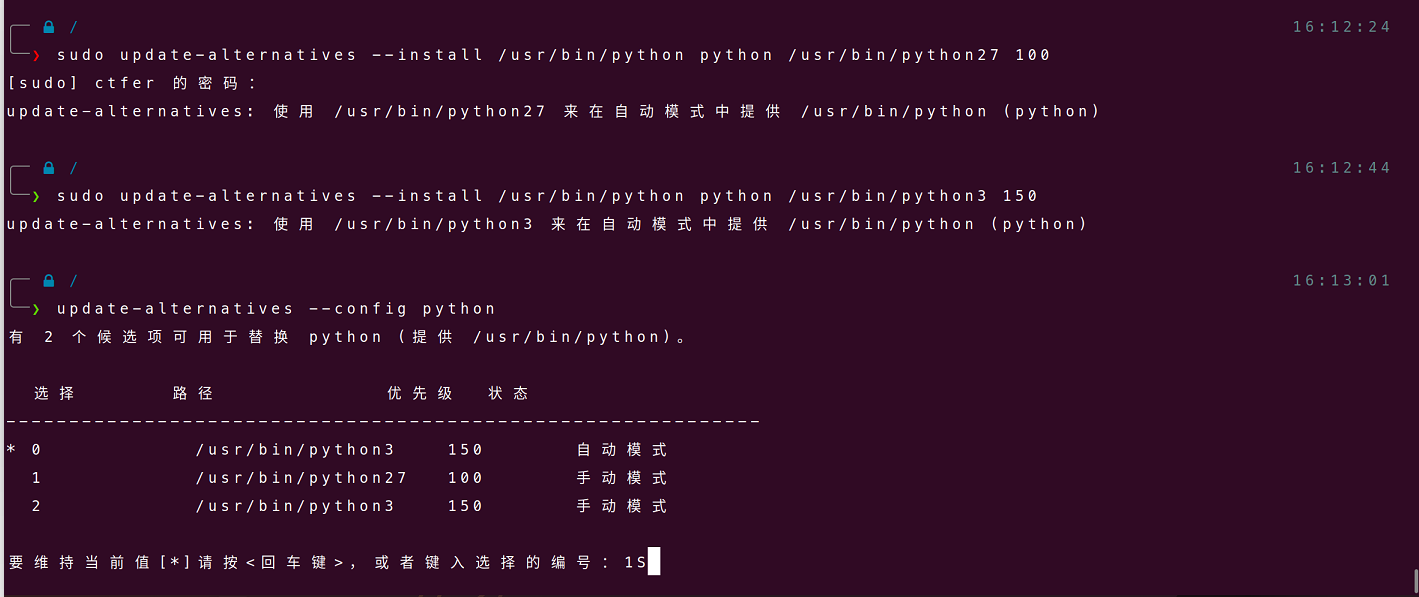 / 16:12:24
❯ sudo update-alternatives --install /usr/bin/python python /usr/bin/python27 100
[sudo] ctfer 的密码：
update-alternatives: 使用 /usr/bin/python27 来在自动模式中提供 /usr/bin/python (python)
/ 16:12:44
❯ sudo update-alternatives --install /usr/bin/python python /usr/bin/python3 150
update-alternatives: 使用 /usr/bin/python3 来在自动模式中提供 /usr/bin/python (python)
/ 16:13:01
❯ update-alternatives --config python
有 2 个候选项可用于替换 python (提供 /usr/bin/python)。
选择 路径 优先级 状态
------------------------------------------------------------
* 0 /usr/bin/python3 150 自动模式
1 /usr/bin/python27 100 手动模式
2 /usr/bin/python3 150 手动模式
要维持当前值[*]请按<回车键>，或者键入选择的编号：1S